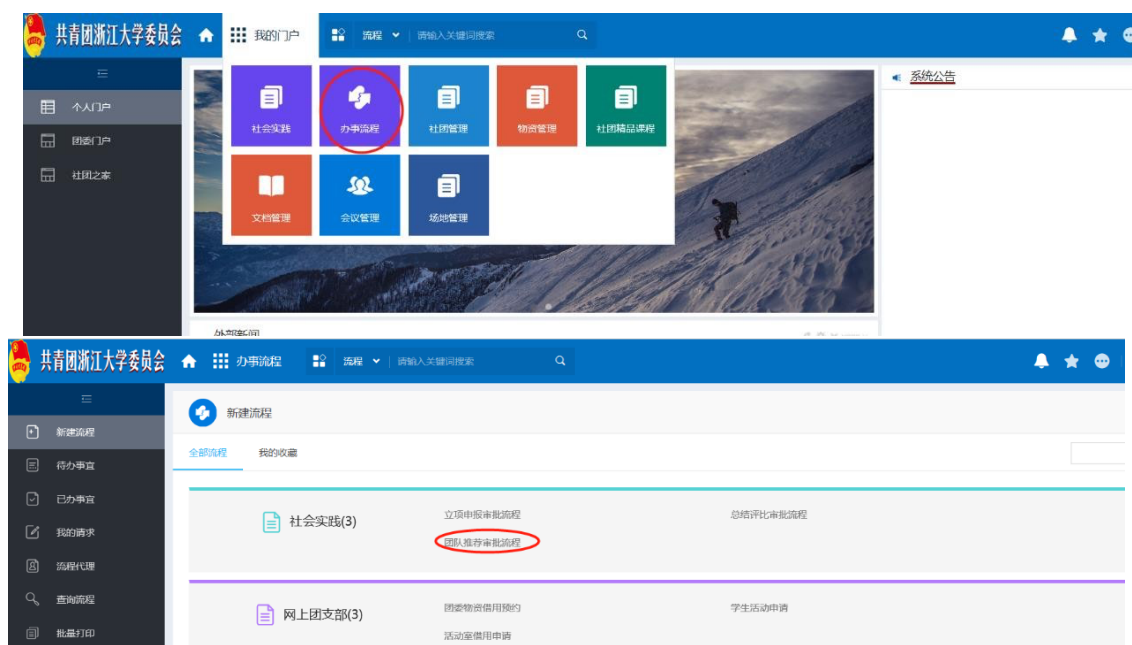 共青团浙江大学委员会 我的门户 流程 请输入关键词搜索
系统公告
个人门户
团委门户
社团之家
社会实践 办事流程 社团管理 物资管理 社团精品课程
文档管理 会议管理 场地管理
外部新闻
共青团浙江大学委员会 办事流程 流程 请输入关键词搜索
新建流程
待办事宜
已办事宜
我的请求
流程代理
查询流程
批量打印
新建流程
全部流程 我的收藏
社会实践(3) 立项申报审批流程 总结评比审批流程
团队推荐审批流程
网上团支部(3) 团委物资借用预约 学生活动申请
活动室借用申请